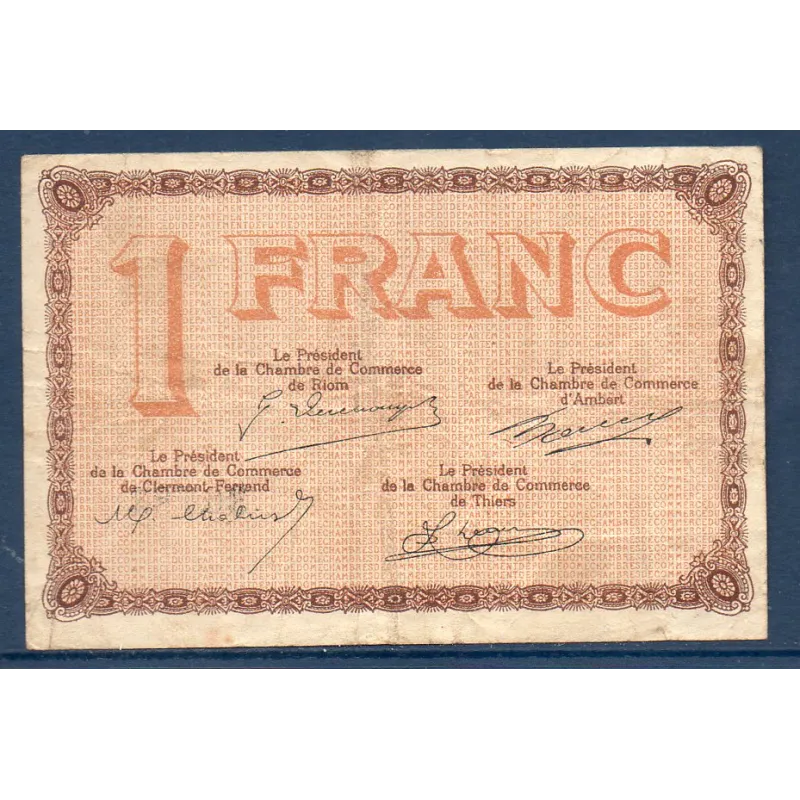 1 FRANC
Le Président
de la Chambre de Commerce
de Riom
Le Président
de la Chambre de Commerce
d'Ambert
Le Président
de la Chambre de Commerce
de Clermont-Ferrand
Le Président
de la Chambre de Commerce
de Thiers